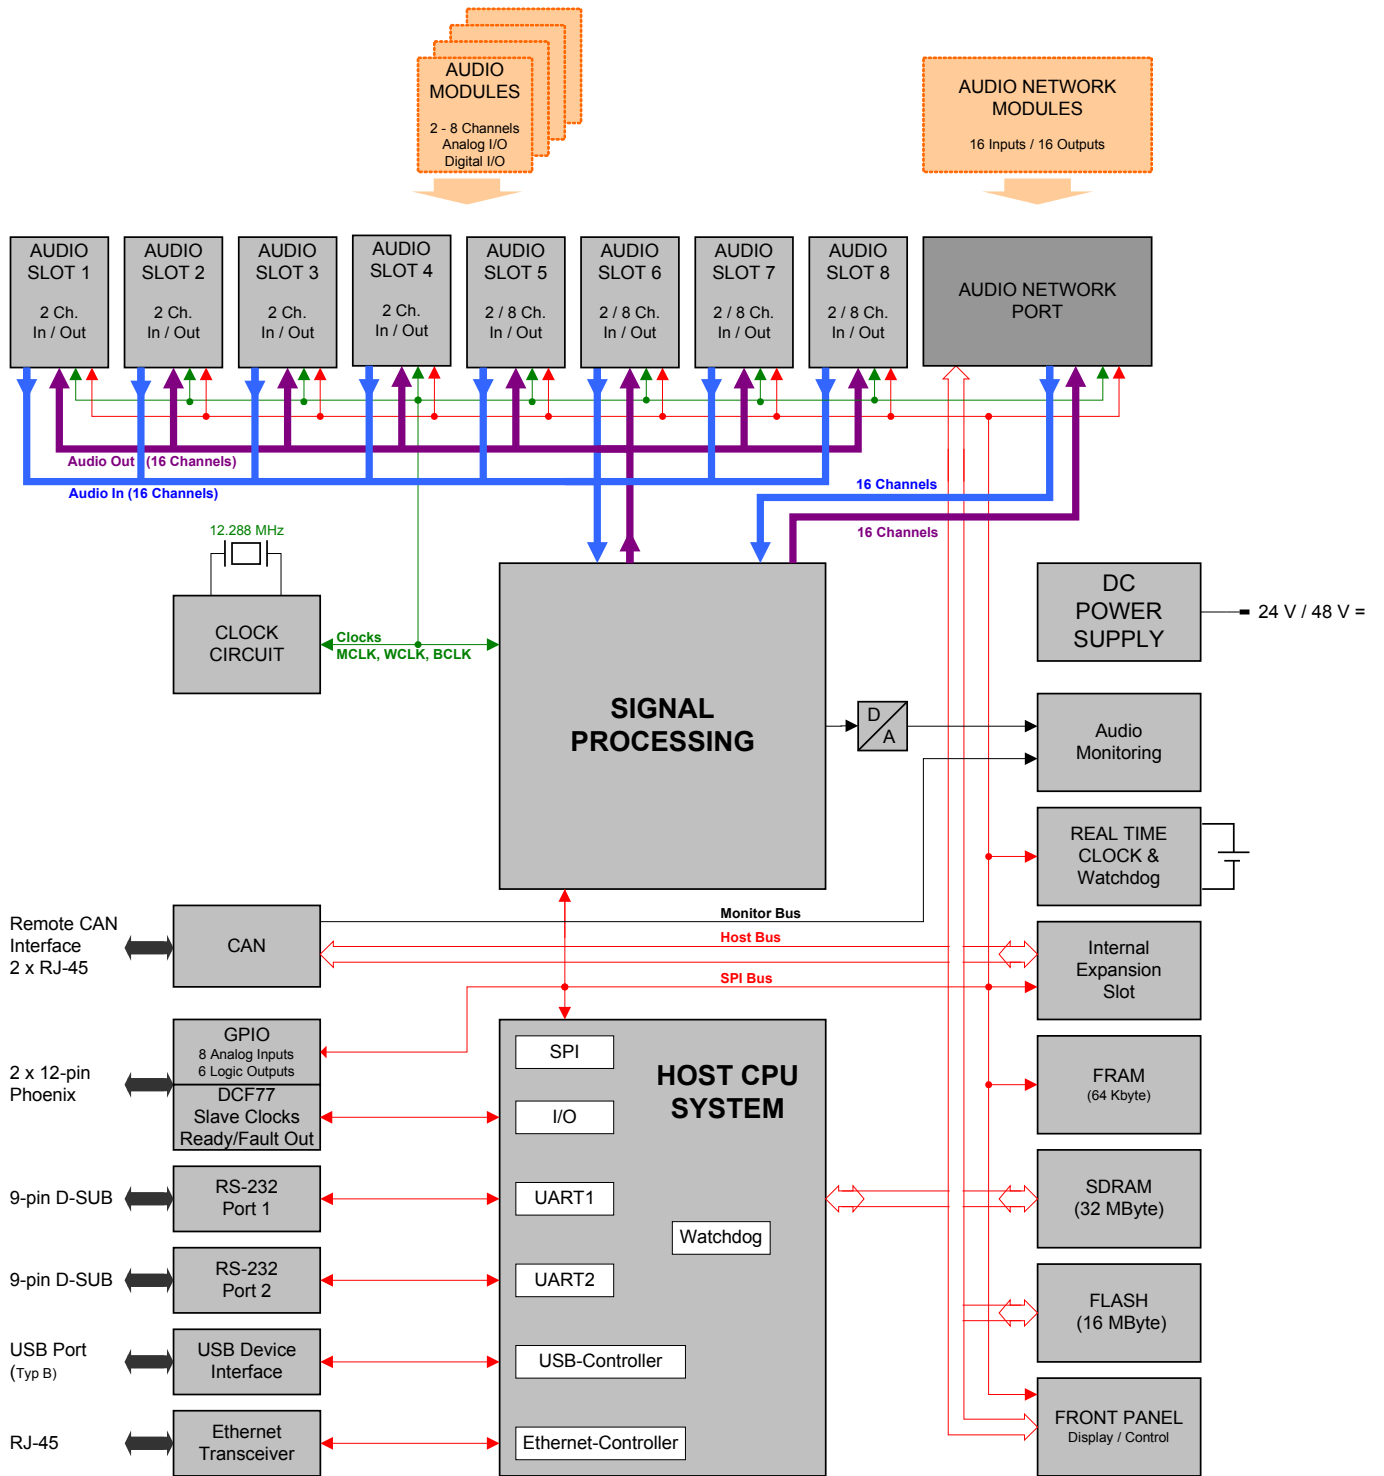 AUDIO
MODULES
2 - 8 Channels
Analog I/O
Digital I/O
AUDIO NETWORK
MODULES
16 Inputs / 16 Outputs
AUDIO
SLOT 1
2 Ch.
In / Out
AUDIO
SLOT 2
2 Ch.
In / Out
AUDIO
SLOT 3
2 Ch.
In / Out
AUDIO
SLOT 4
2 Ch.
In / Out
AUDIO
SLOT 5
2 / 8 Ch.
In / Out
AUDIO
SLOT 6
2 / 8 Ch.
In / Out
AUDIO
SLOT 7
2 / 8 Ch.
In / Out
AUDIO
SLOT 8
2 / 8 Ch.
In / Out
AUDIO NETWORK
PORT
Audio Out (16 Channels)
Audio In (16 Channels)
16 Channels
16 Channels
12.288 MHz
CLOCK
CIRCUIT
Clocks
MCLK, WCLK, BCLK
SIGNAL
PROCESSING
D
A
DC
POWER
SUPPLY
24 V / 48 V =
Audio
Monitoring
REAL TIME
CLOCK &
Watchdog
Remote CAN
Interface
2 x RJ-45
CAN
Monitor Bus
Host Bus
SPI Bus
Internal
Expansion
Slot
2 x 12-pin
Phoenix
GPIO
8 Analog Inputs
6 Logic Outputs
DCF77
Slave Clocks
Ready/Fault Out
SPI
I/O
HOST CPU
SYSTEM
FRAM
(64 Kbyte)
9-pin D-SUB
RS-232
Port 1
UART1
Watchdog
SDRAM
(32 MByte)
9-pin D-SUB
RS-232
Port 2
UART2
FLASH
(16 MByte)
USB Port
(Typ B)
USB Device
Interface
USB-Controller
RJ-45
Ethernet
Transceiver
Ethernet-Controller
FRONT PANEL
Display / Control